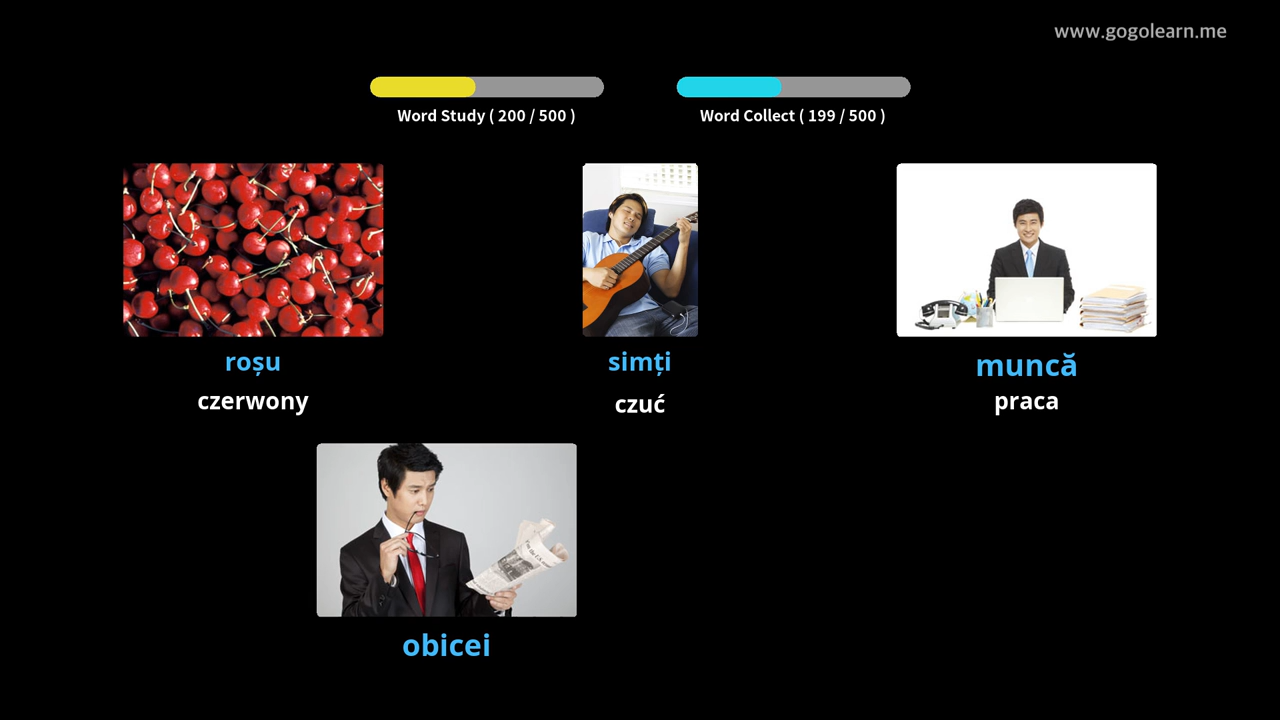 www.gogolearn.me
Word Study ( 200 / 500 )
Word Collect ( 199 / 500 )
roșu
simți
muncă
czerwony
czuć
praca
obicei